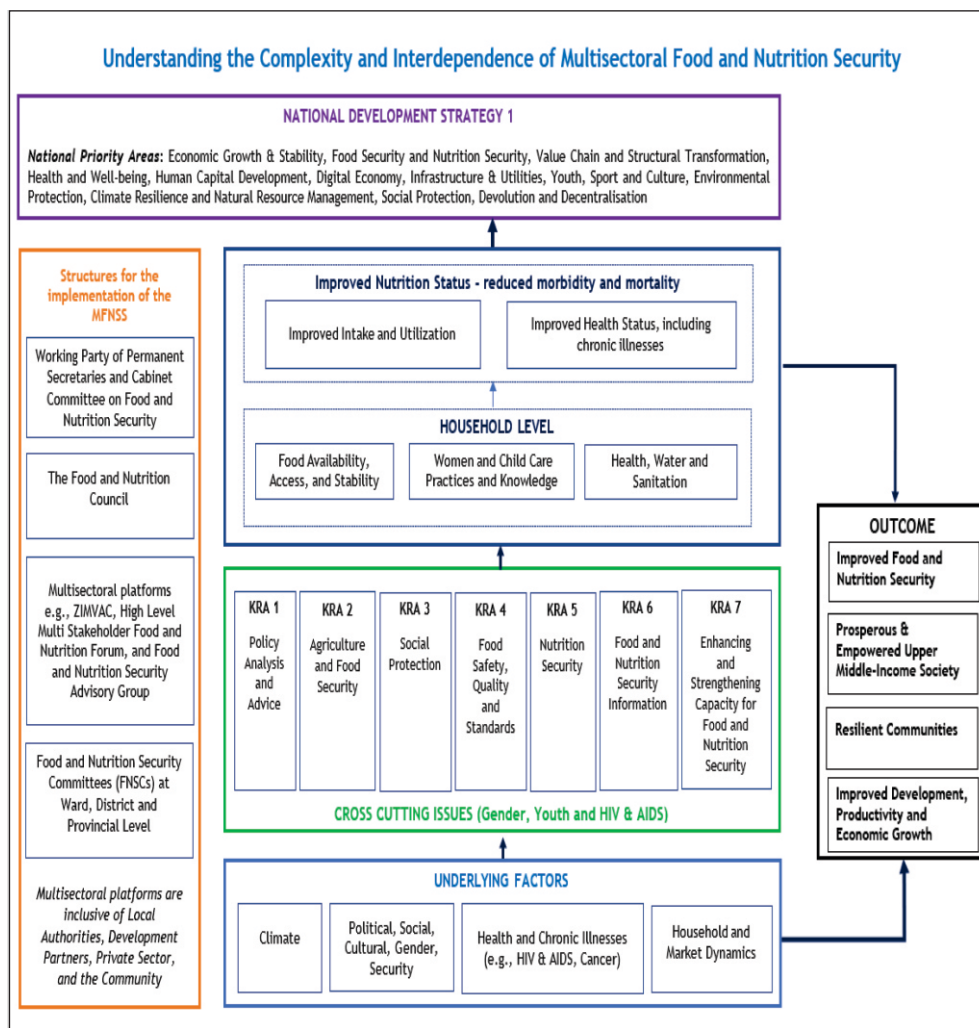 Understanding the Complexity and Interdependence of Multisectoral Food and Nutrition Security
NATIONAL DEVELOPMENT STRATEGY 1
National Priority Areas: Economic Growth & Stability, Food Security and Nutrition Security, Value Chain and Structural Transformation,
Health and Well-being, Human Capital Development, Digital Economy, Infrastructure & Utilities, Youth, Sport and Culture, Environmental
Protection, Climate Resilience and Natural Resource Management, Social Protection, Devolution and Decentralisation
Structures for the
implementation of the
MFNSS
Working Party of Permanent
Secretaries and Cabinet
Committee on Food and
Nutrition Security
The Food and Nutrition
Council
Multisectoral platforms
e.g., ZIMVAC, High Level
Multi Stakeholder Food and
Nutrition Forum, and Food
and Nutrition Security
Advisory Group
Food and Nutrition Security
Committees (FNSCs) at
Ward, District and
Provincial Level
Multisectoral platforms are
inclusive of Local
Authorities, Development
Partners, Private Sector,
and the Community
Improved Nutrition Status - reduced morbidity and mortality
Improved Intake and Utilization
Improved Health Status, including
chronic illnesses
HOUSEHOLD LEVEL
Food Availability,
Access, and Stability
Women and Child Care
Practices and Knowledge
Health, Water and
Sanitation
KRA 1
Policy
Analysis
and
Advice
KRA 2
Agriculture
and Food
Security
KRA 3
Social
Protection
KRA 4
Food
Safety,
Quality
and
Standards
KRA 5
Nutrition
Security
KRA 6
Food and
Nutrition
Security
Information
KRA 7
Enhancing
and
Strengthening
Capacity for
Food and
Nutrition
Security
CROSS CUTTING ISSUES (Gender, Youth and HIV & AIDS)
UNDERLYING FACTORS
Climate
Political, Social,
Cultural, Gender,
Security
Health and Chronic Illnesses
(e.g., HIV & AIDS, Cancer)
Household and
Market Dynamics
OUTCOME
Improved Food and
Nutrition Security
Prosperous &
Empowered Upper
Middle-Income Society
Resilient Communities
Improved Development,
Productivity and
Economic Growth